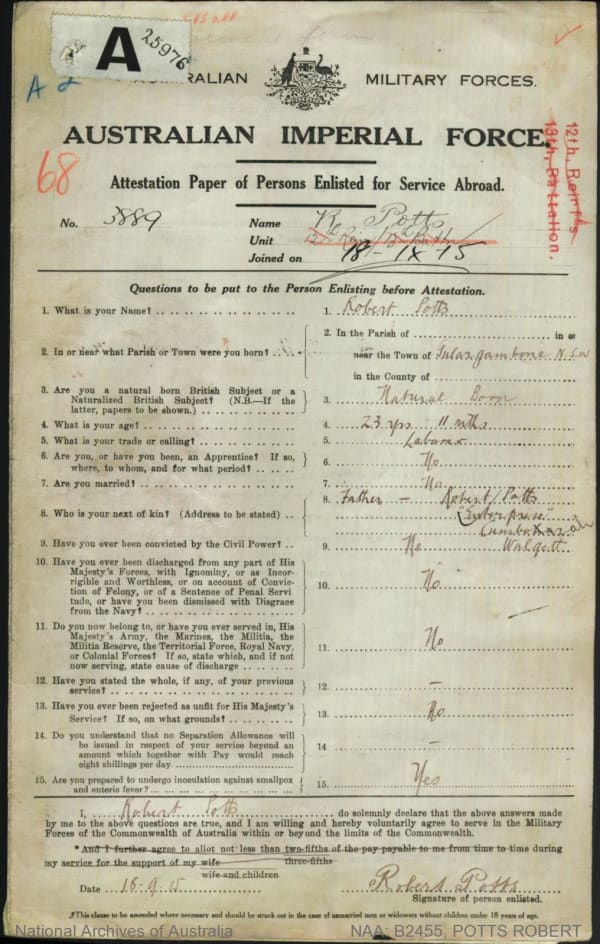 A 25976
AUSTRALIAN MILITARY FORCES.
AUSTRALIAN IMPERIAL FORCE.
68
12th. Reinfts
13th, Battalion.
Attestation Paper of Persons Enlisted for Service Abroad.
No. 3889 Name R. Potts
Unit 12th Rein / 13th Battn
Joined on 18-IX-15
Questions to be put to the Person Enlisting before Attestation.
1. What is your Name? 1. Robert Potts
2. In or near what Parish or Town were you born? 2. In the Parish of in or
near the Town of Gulargambone N.S.W
in the County of
3. Are you a natural born British Subject or a
Naturalized British Subject? (N.B.—If the
latter, papers to be shown.) 3. Natural Born
4. What is your age? 4. 23 yrs 11 mths
5. What is your trade or calling? 5. Laborer
6. Are you, or have you been, an Apprentice? If so,
where, to whom, and for what period? 6. No
7. Are you married? 7. No
8. Who is your next of kin? (Address to be stated) 8. Father - Robert Potts
"Enterprise"
Walgett
9. Have you ever been convicted by the Civil Power? 9. No
10. Have you ever been discharged from any part of His
Majesty's Forces, with Ignominy, or as Incor-
rigible and Worthless, or on account of Convic-
tion of Felony, or of a Sentence of Penal Servi
tude, or have you been dismissed with Disgrace
from the Navy? 10. No
11. Do you now belong to, or have you ever served in, His
Majesty's Army, the Marines, the Militia, the
Militia Reserve, the Territorial Force, Royal Navy,
or Colonial Forces? If so, state which, and if not
now serving, state cause of discharge 11. No
12. Have you stated the whole, if any, of your previous
service? 12. -
13. Have you ever been rejected as unfit for His Majesty's
Service? If so, on what grounds? 13. No
14. Do you understand that no Separation Allowance will
be issued in respect of your service beyond an
amount which together with Pay would reach
eight shillings per day. 14 -
15. Are you prepared to undergo inoculation against smallpox
and enteric fever? 15. Yes
I, Robert Potts do solemnly declare that the above answers made
by me to the above questions are true, and I am willing and hereby voluntarily agree to serve in the Military
Forces of the Commonwealth of Australia within or beyond the limits of the Commonwealth.
*And I further agree to allot not less than two-fifths of the pay payable to me from time to time during
three-fifths
my service for the support of my wife
wife and children
Date 18.9.15 Robert Potts
Signature of person enlisted.
*This clause to be amended where necessary and should be struck out in the case of unmarried men or widowers without children under 18 years of age.
National Archives of Australia NAA: B2455, POTTS ROBERT